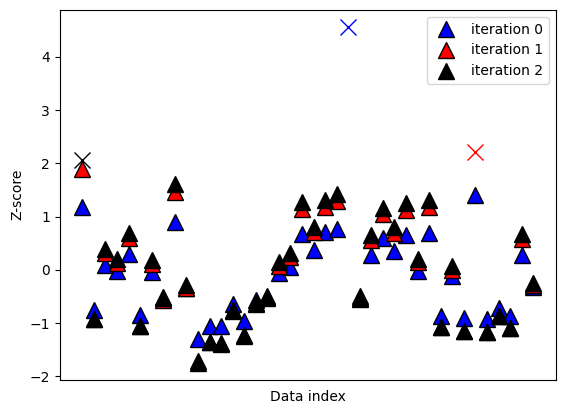 iteration 0
iteration 1
iteration 2
4
3
2
1
0
−1
−2
Z-score
Data index